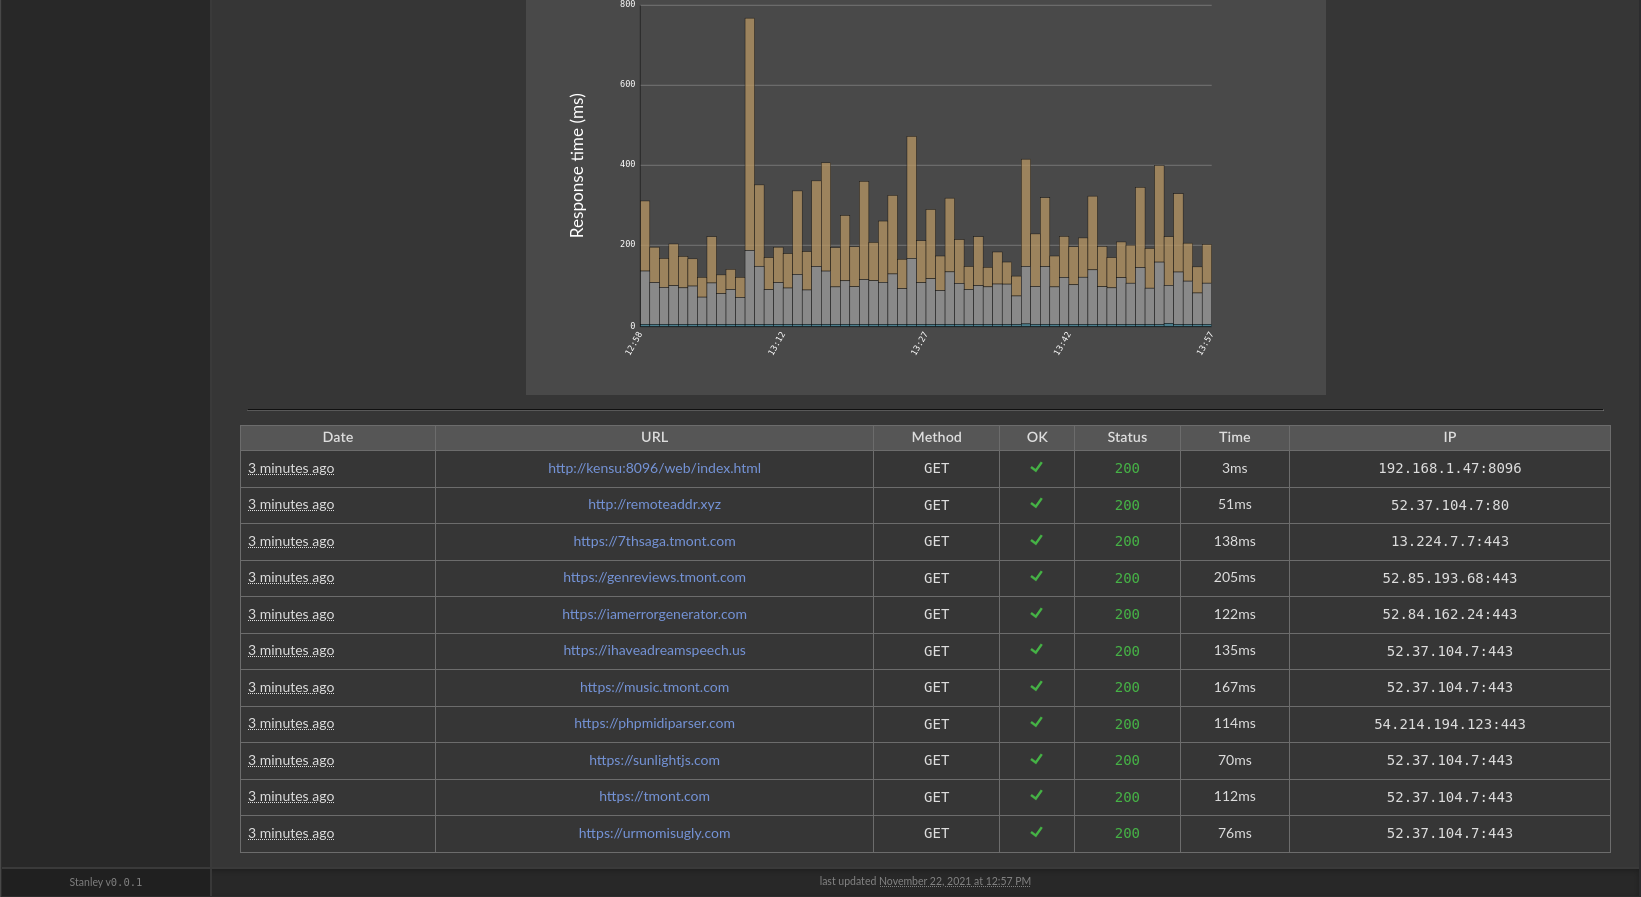 800
600
400
200
0
Response time (ms)
12:58 13:12 13:27 13:42 13:57
Date URL Method OK Status Time IP
3 minutes ago http://kensu:8096/web/index.html GET 200 3ms 192.168.1.47:8096
3 minutes ago http://remoteaddr.xyz GET 200 51ms 52.37.104.7:80
3 minutes ago https://7thsaga.tmont.com GET 200 138ms 13.224.7.7:443
3 minutes ago https://genreviews.tmont.com GET 200 205ms 52.85.193.68:443
3 minutes ago https://iamerrorgenerator.com GET 200 122ms 52.84.162.24:443
3 minutes ago https://ihaveadreamspeech.us GET 200 135ms 52.37.104.7:443
3 minutes ago https://music.tmont.com GET 200 167ms 52.37.104.7:443
3 minutes ago https://phpmidiparser.com GET 200 114ms 54.214.194.123:443
3 minutes ago https://sunlightjs.com GET 200 70ms 52.37.104.7:443
3 minutes ago https://tmont.com GET 200 112ms 52.37.104.7:443
3 minutes ago https://urmomisugly.com GET 200 76ms 52.37.104.7:443
Stanley v0.0.1 last updated November 22, 2021 at 12:57 PM